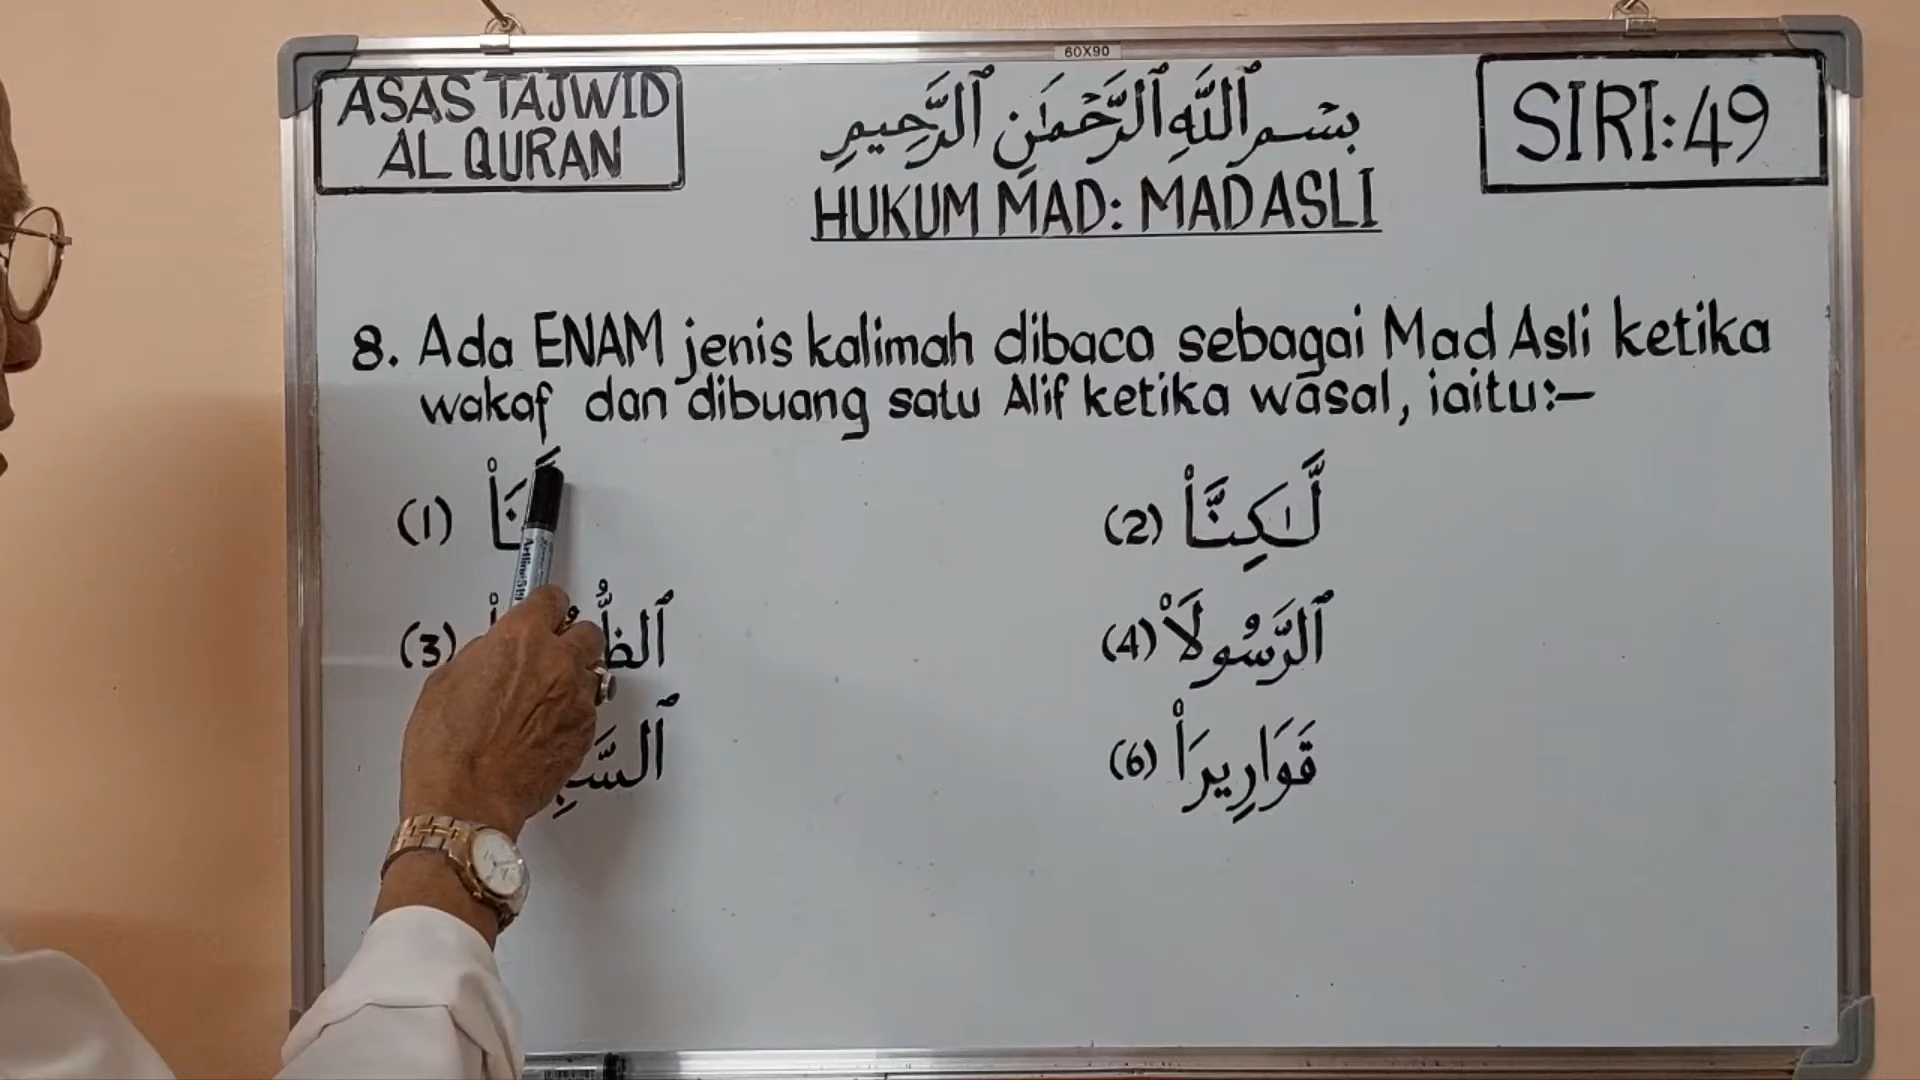 60X90
ASAS TAJWID
AL QURAN
بِسْمِ ٱللَّهِ ٱلرَّحْمَـٰنِ ٱلرَّحِيمِ
SIRI:49
HUKUM MAD: MAD ASLI
8. Ada ENAM jenis kalimah dibaca sebagai Mad Asli ketika
wakaf dan dibuang satu Alif ketika wasal, iaitu:–
(1)
(2) لَّـٰكِنَّا۠
(3)
(4) ٱلرَّسُولَا۠
(6) قَوَارِيرَا۠